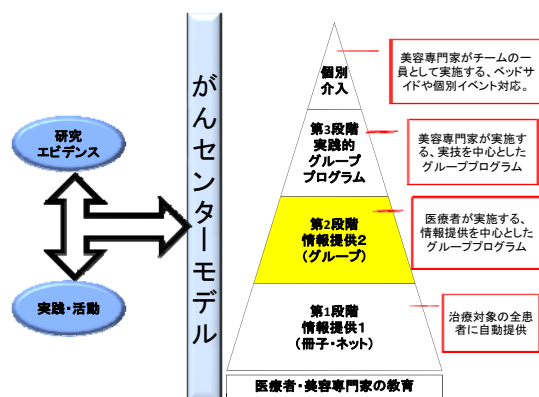 研究
エビデンス
実践・活動
がんセンターモデル
個別
介入
第3段階
実践的
グループ
プログラム
第2段階
情報提供2
(グループ)
第1段階
情報提供1
(冊子・ネット)
医療者・美容専門家の教育
美容専門家がチームの一
員として実施する、ベッドサ
イドや個別イベント対応。
美容専門家が実施す
る、実技を中心とした
グループプログラム
医療者が実施する、
情報提供を中心とした
グループプログラム
治療対象の全患
者に自動提供